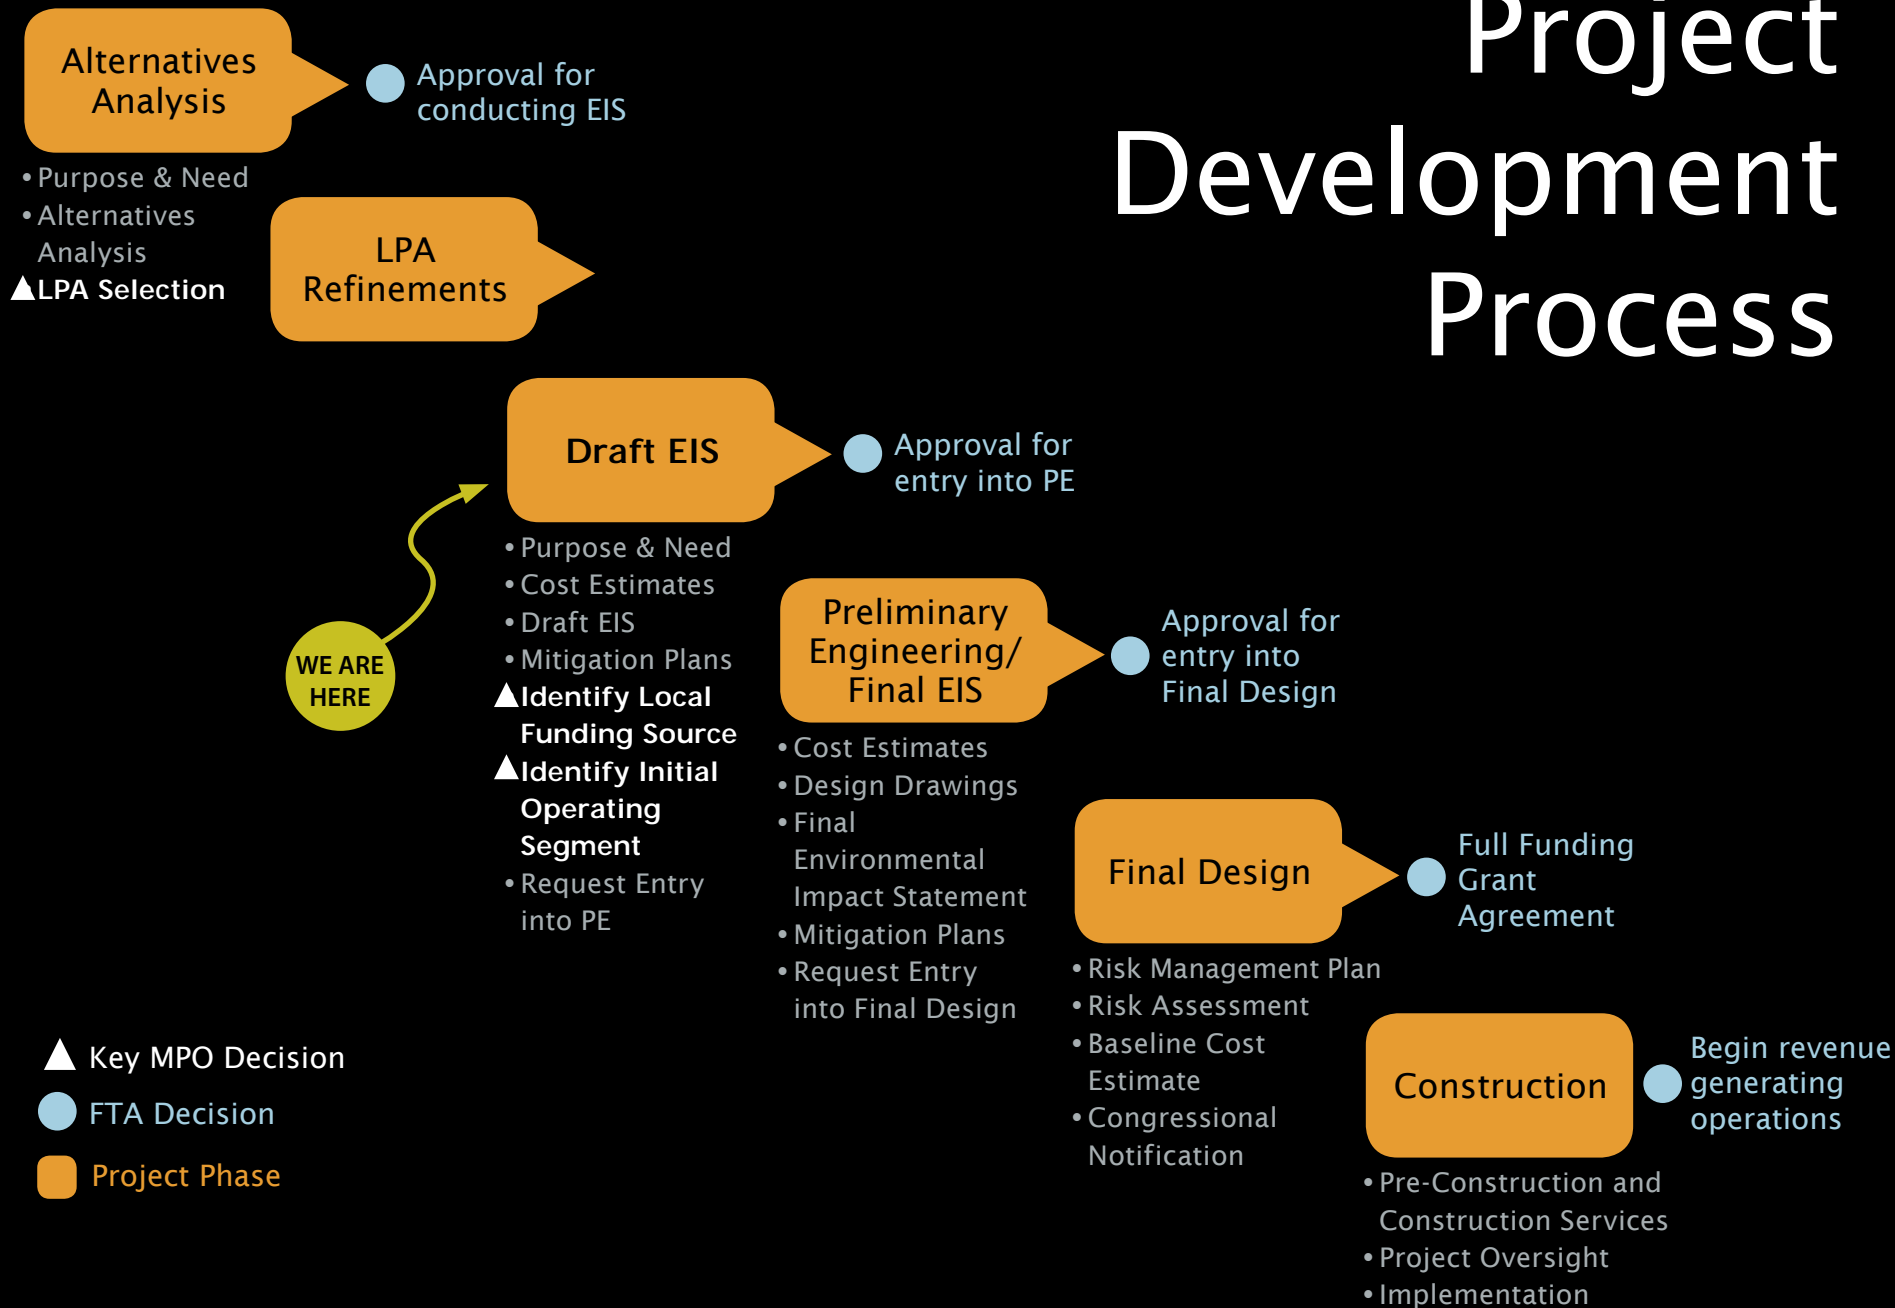 Project
Development
Process
Alternatives
Analysis
Approval for
conducting EIS
• Purpose & Need
• Alternatives
Analysis
LPA Selection
LPA
Refinements
Draft EIS
Approval for
entry into PE
• Purpose & Need
• Cost Estimates
• Draft EIS
• Mitigation Plans
Identify Local
Funding Source
Identify Initial
Operating
Segment
• Request Entry
into PE
WE ARE
HERE
Preliminary
Engineering/
Final EIS
Approval for
entry into
Final Design
• Cost Estimates
• Design Drawings
• Final
Environmental
Impact Statement
• Mitigation Plans
• Request Entry
into Final Design
Final Design
Full Funding
Grant
Agreement
• Risk Management Plan
• Risk Assessment
• Baseline Cost
Estimate
• Congressional
Notification
Construction
Begin revenue
generating
operations
• Pre-Construction and
Construction Services
• Project Oversight
• Implementation
Key MPO Decision
FTA Decision
Project Phase